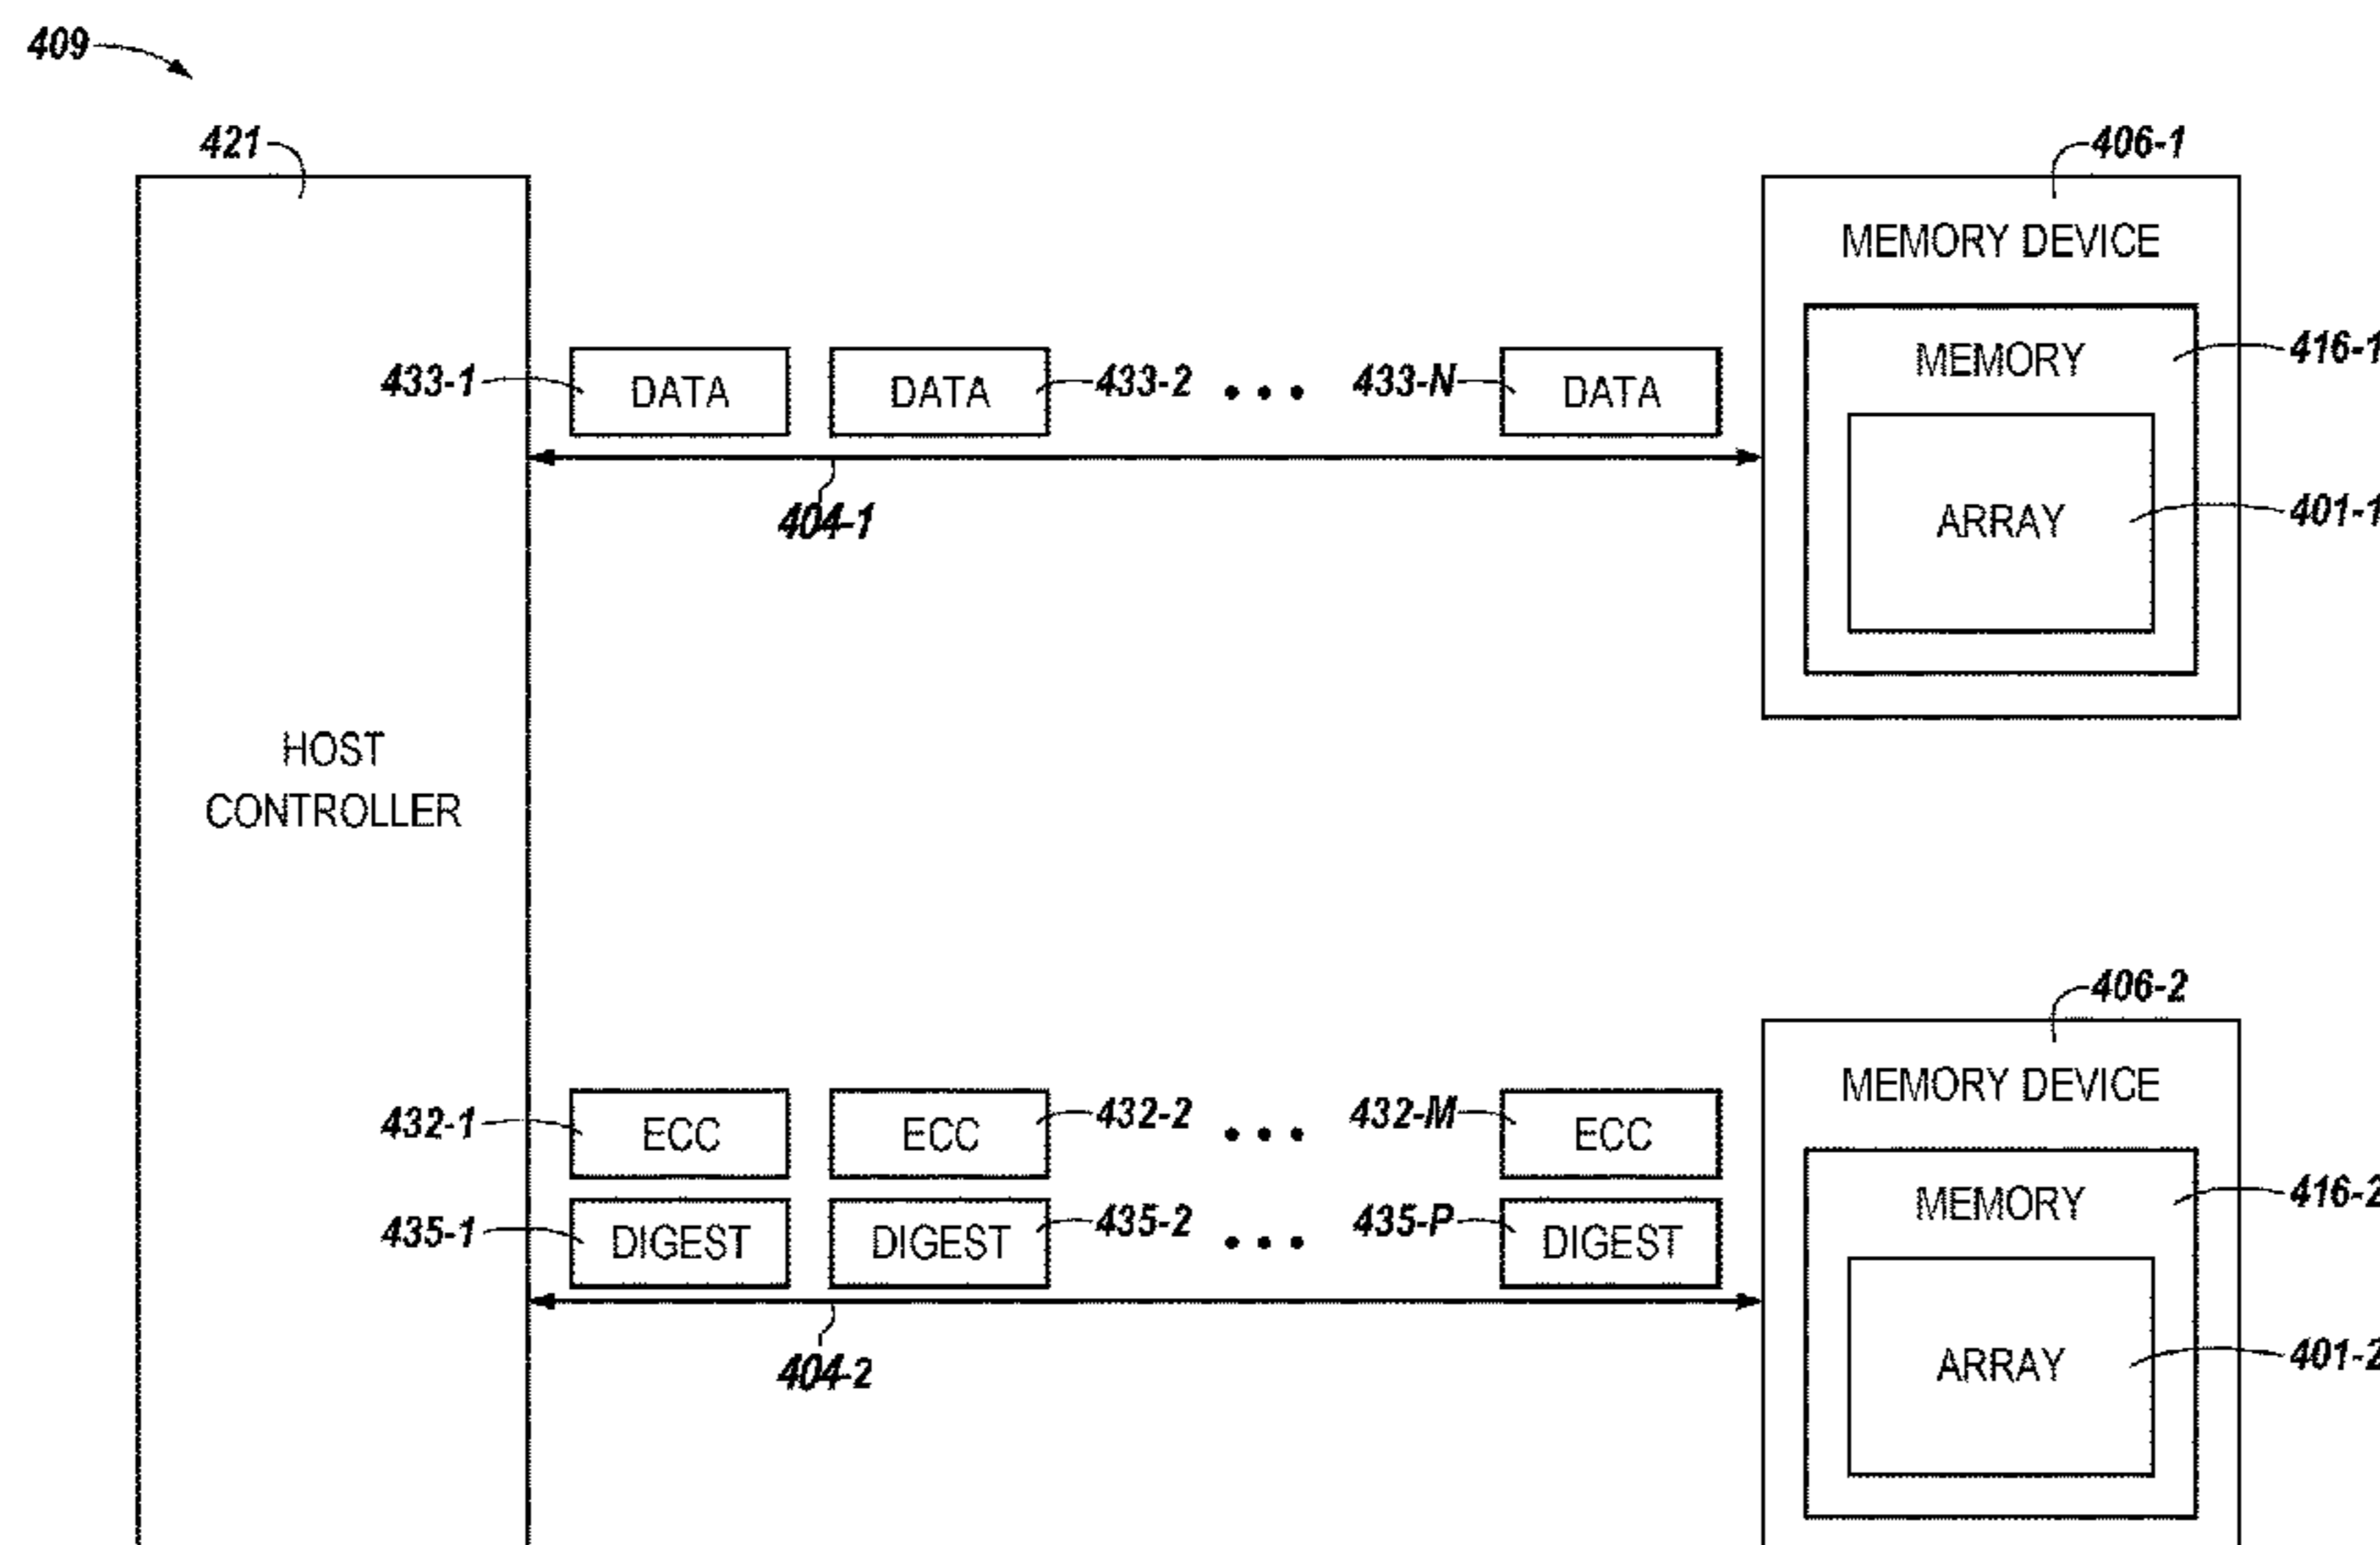 409
421
406-1
MEMORY DEVICE
433-1
DATA
DATA
433-2
• • •
433-N
DATA
MEMORY
416-1
404-1
ARRAY
401-1
HOST
CONTROLLER
406-2
MEMORY DEVICE
432-1
ECC
ECC
432-2
• • •
432-M
ECC
435-1
DIGEST
DIGEST
435-2
• • •
435-P
DIGEST
MEMORY
416-2
404-2
ARRAY
401-2